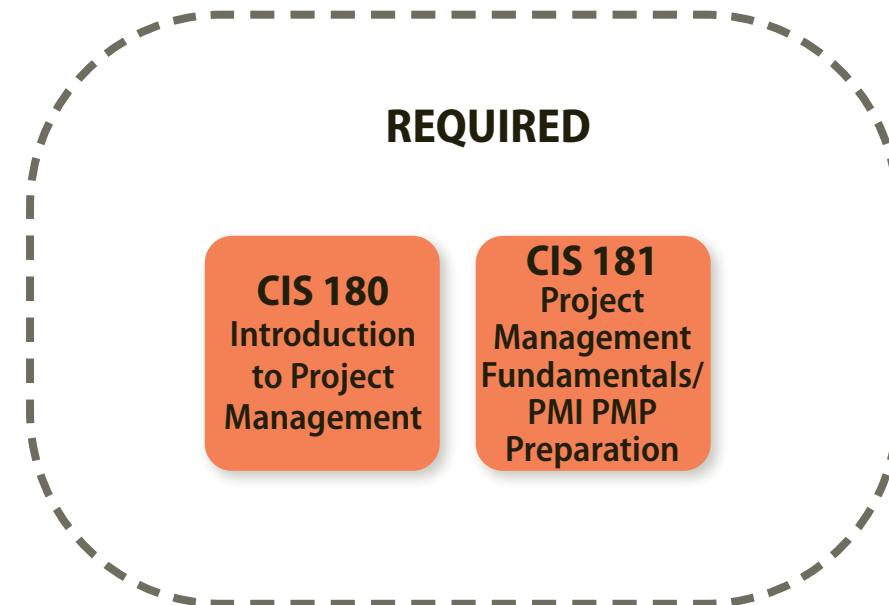 REQUIRED
CIS 180
Introduction
to Project
Management
CIS 181
Project
Management
Fundamentals/
PMI PMP
Preparation